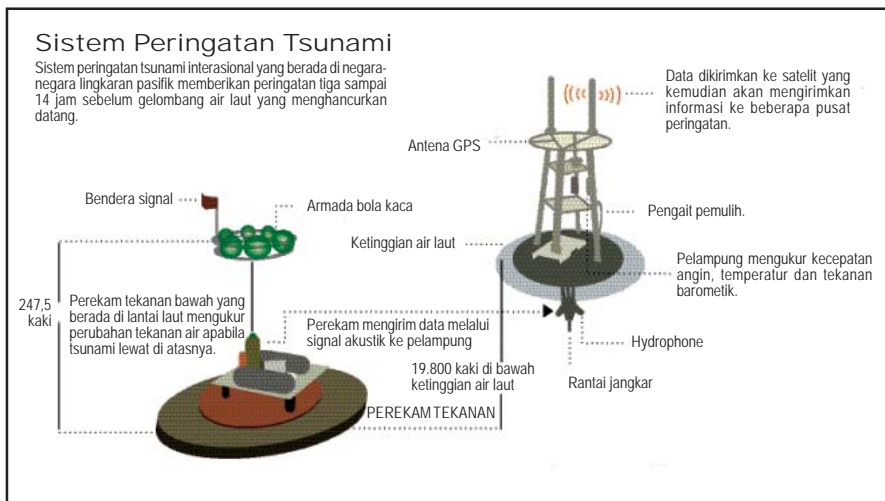 Sistem Peringatan Tsunami
Sistem peringatan tsunami interasional yang berada di negara-
negara lingkaran pasifik memberikan peringatan tiga sampai
14 jam sebelum gelombang air laut yang menghancurkan
datang.
Data dikirimkan ke satelit yang
kemudian akan mengirimkan
informasi ke beberapa pusat
peringatan.
Antena GPS
Bendera signal
Armada bola kaca
Pengait pemulih.
Ketinggian air laut
Pelampung mengukur kecepatan
angin, temperatur dan tekanan
barometik.
247,5
kaki
Perekam tekanan bawah yang
berada di lantai laut mengukur
perubahan tekanan air apabila
tsunami lewat di atasnya.
Perekam mengirim data melalui
signal akustik ke pelampung
Hydrophone
19.800 kaki di bawah
ketinggian air laut
Rantai jangkar
PEREKAM TEKANAN